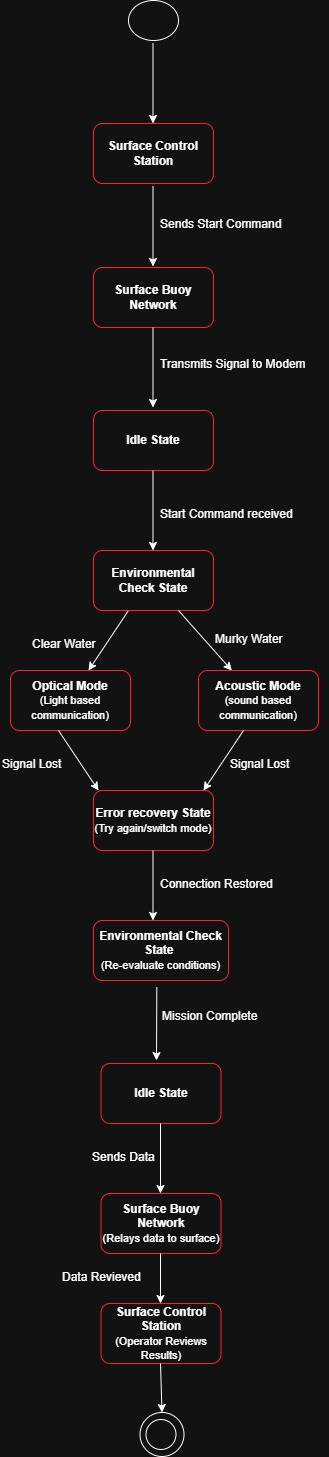 Surface Control
Station
Sends Start Command
Surface Buoy
Network
Transmits Signal to Modem
Idle State
Start Command received
Environmental
Check State
Clear Water
Murky Water
Optical Mode
(Light based
communication)
Acoustic Mode
(sound based
communication)
Signal Lost
Signal Lost
Error recovery State
(Try again/switch mode)
Connection Restored
Environmental Check
State
(Re-evaluate conditions)
Mission Complete
Idle State
Sends Data
Surface Buoy
Network
(Relays data to surface)
Data Revieved
Surface Control
Station
(Operator Reviews
Results)